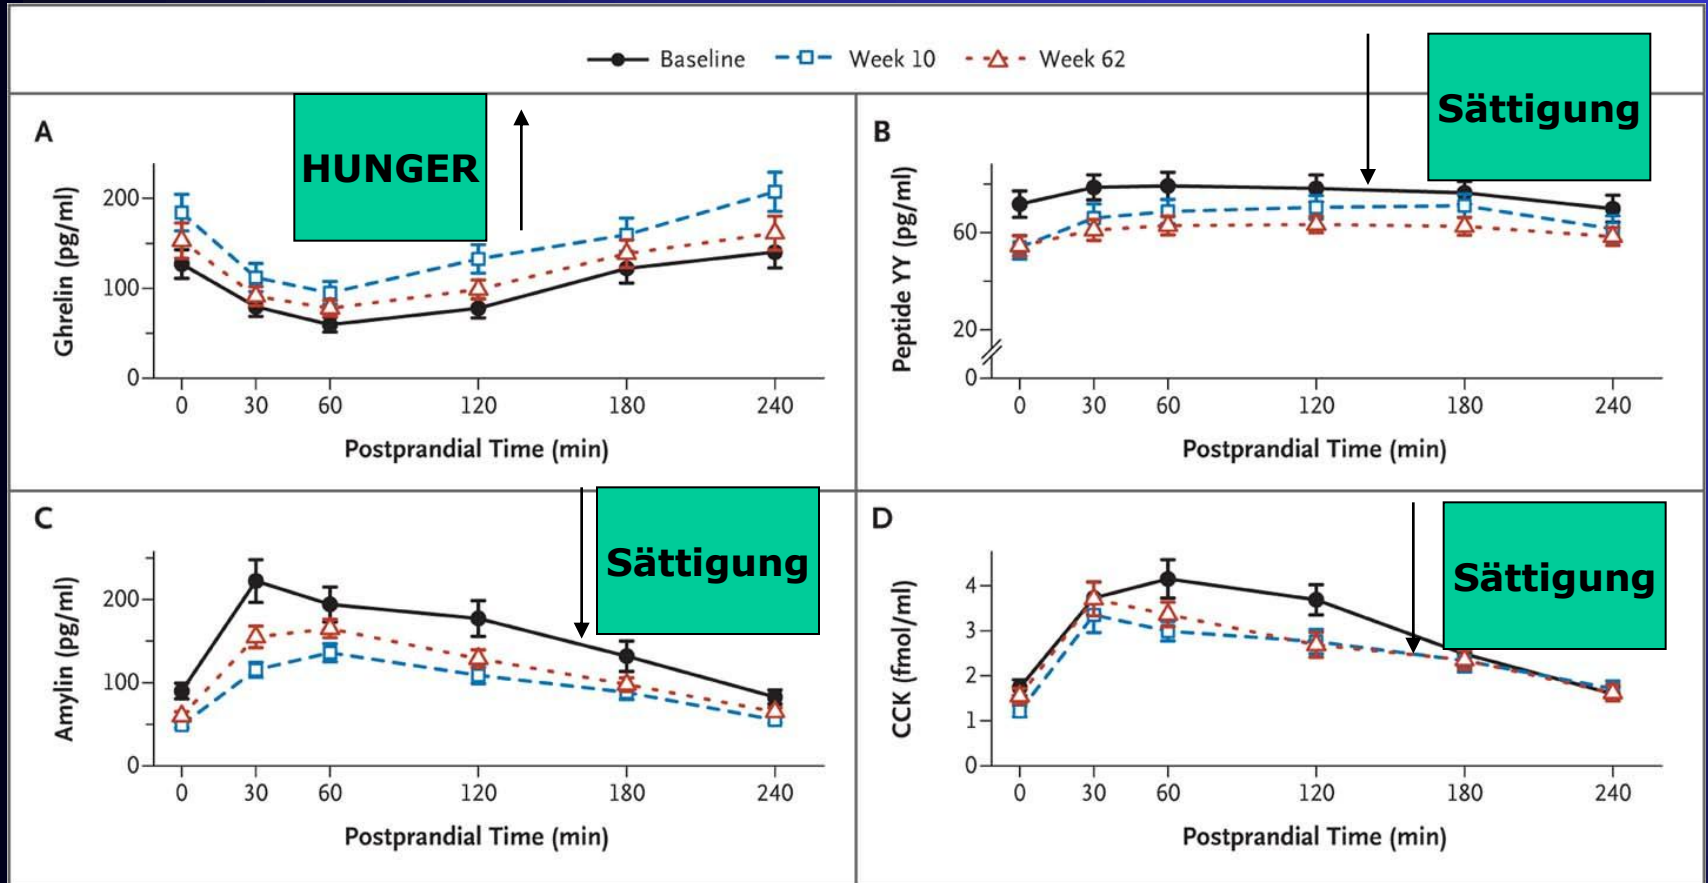 Baseline Week 10 Week 62
Sättigung
A
HUNGER
Ghrelin (pg/ml)
200
100
0
0 30 60 120 180 240
Postprandial Time (min)
B
Peptide YY (pg/ml)
60
20
0
0 30 60 120 180 240
Postprandial Time (min)
C
Sättigung
Amylin (pg/ml)
200
100
0
0 30 60 120 180 240
Postprandial Time (min)
D
Sättigung
CCK (fmol/ml)
4
3
2
1
0
0 30 60 120 180 240
Postprandial Time (min)